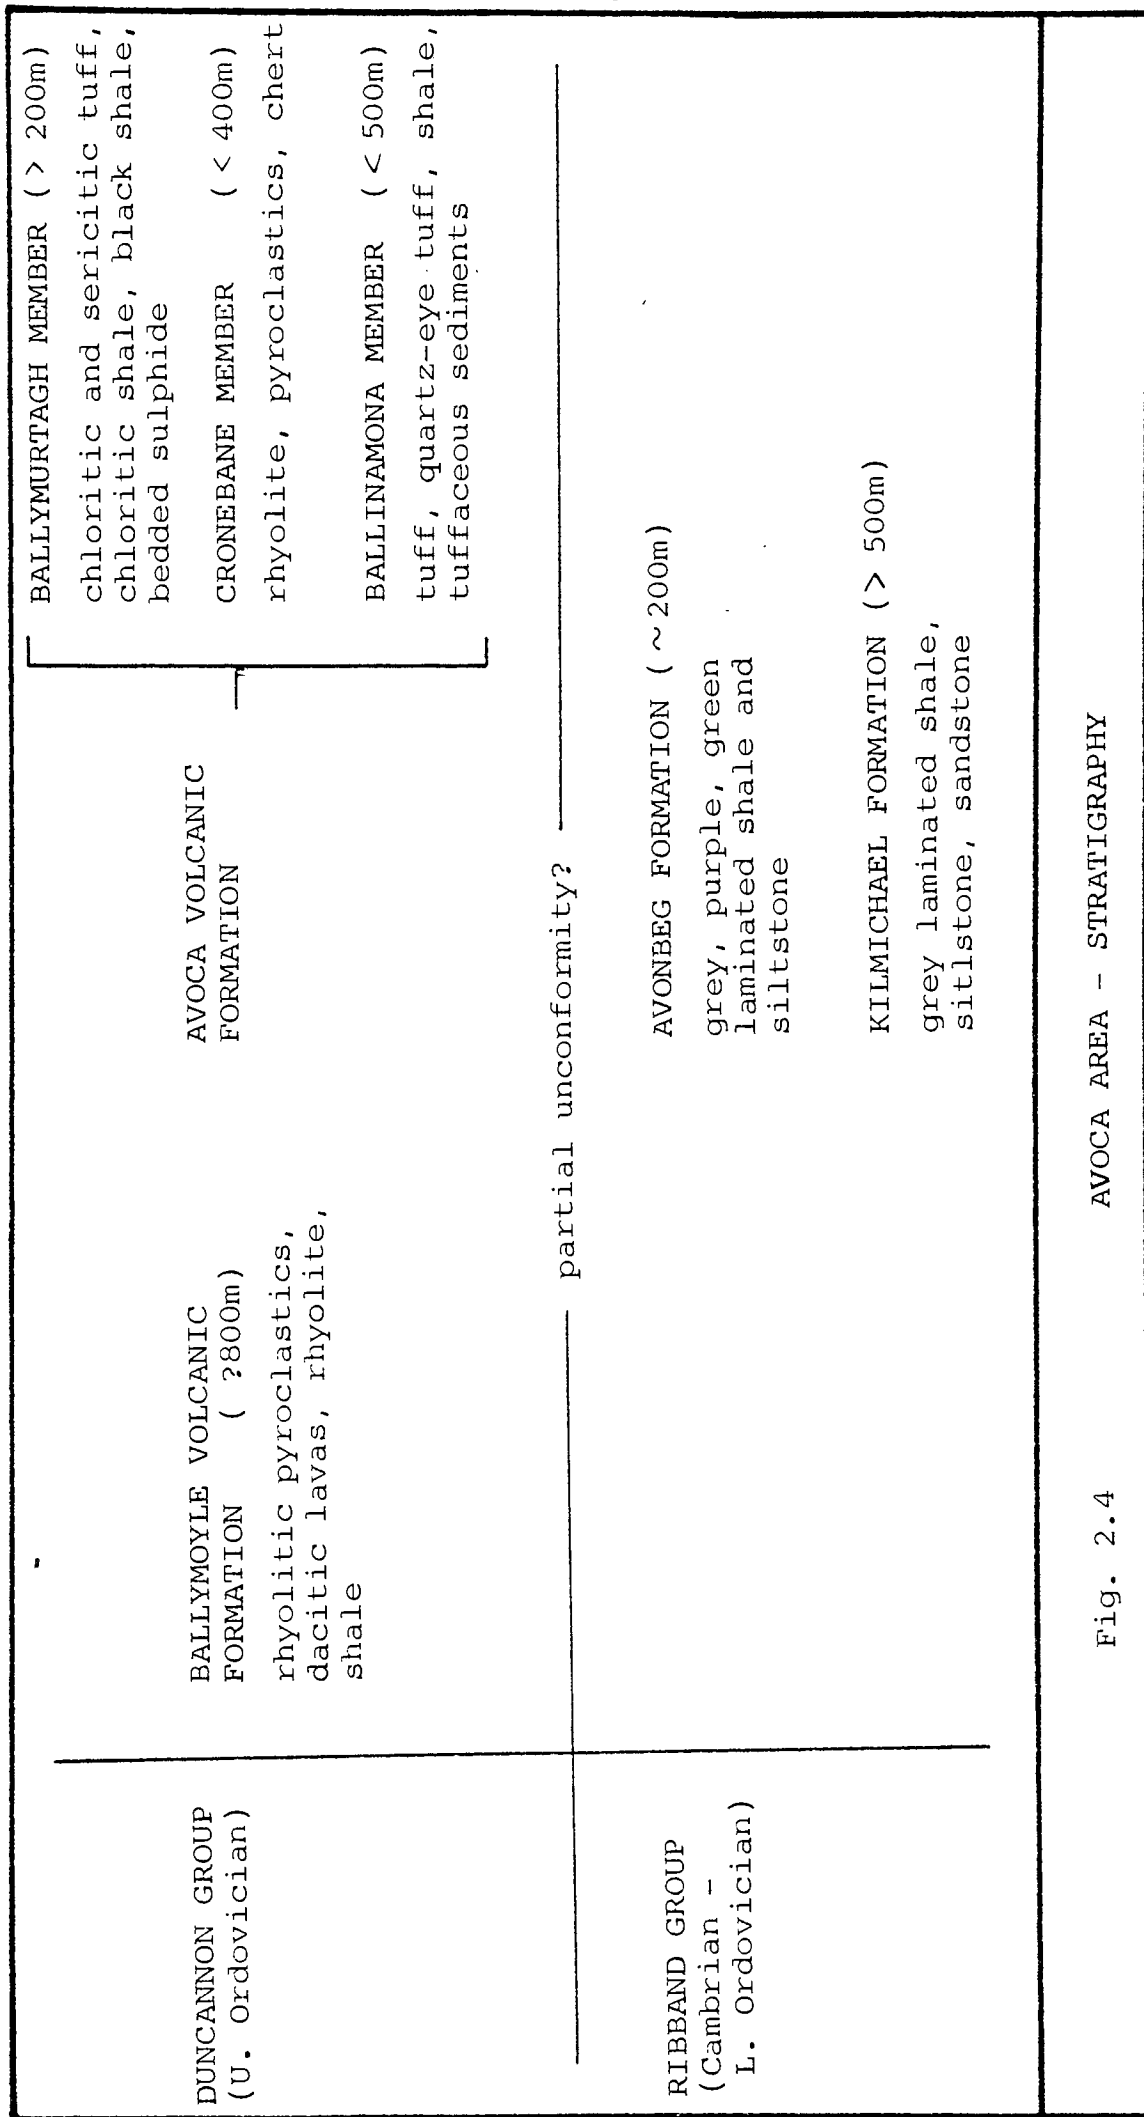 DUNCANNON GROUP
(U. Ordovician)
BALLYMOYLE VOLCANIC
FORMATION ( ?800m)
rhyolitic pyroclastics,
dacitic lavas, rhyolite,
shale
AVOCA VOLCANIC
FORMATION
BALLYMURTAGH MEMBER (> 200m)
chloritic and sericitic tuff,
chloritic shale, black shale,
bedded sulphide
CRONEBANE MEMBER (< 400m)
rhyolite, pyroclastics, chert
BALLINAMONA MEMBER (< 500m)
tuff, quartz-eye tuff, shale,
tuffaceous sediments
partial unconformity?
RIBBAND GROUP
(Cambrian -
L. Ordovician)
AVONBEG FORMATION (~200m)
grey, purple, green
laminated shale and
siltstone
KILMICHAEL FORMATION (> 500m)
grey laminated shale,
sitlstone, sandstone
Fig. 2.4 AVOCA AREA - STRATIGRAPHY